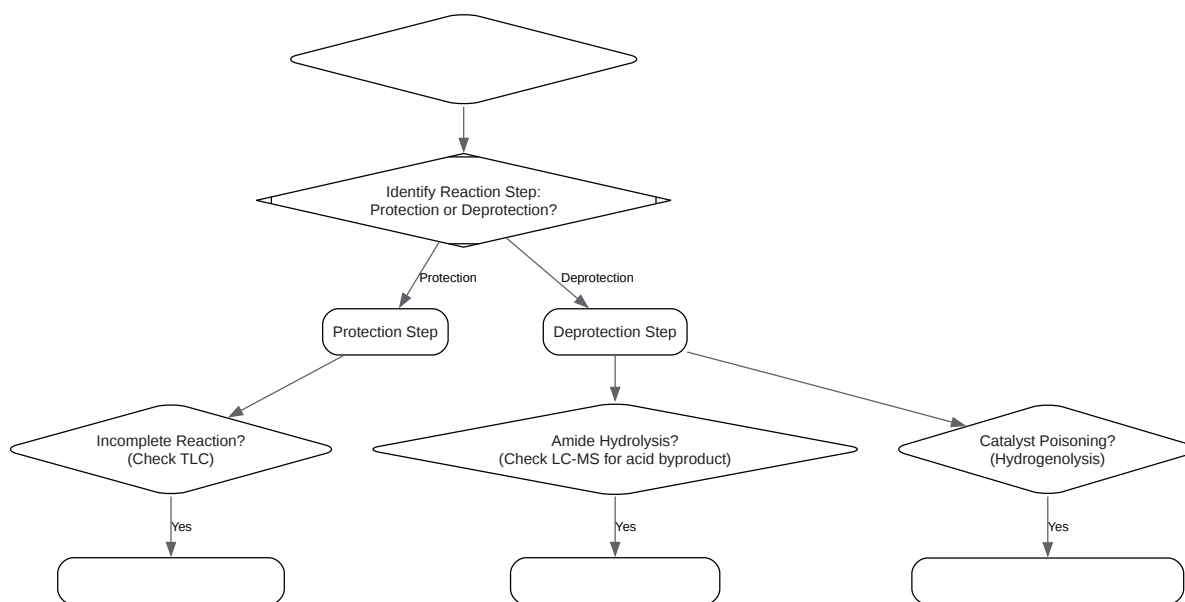 Identify Reaction Step:
Protection or Deprotection?
Protection
Deprotection
Protection Step
Deprotection Step
Incomplete Reaction?
(Check TLC)
Amide Hydrolysis?
(Check LC-MS for acid byproduct)
Catalyst Poisoning?
(Hydrogenolysis)
Yes
Yes
Yes